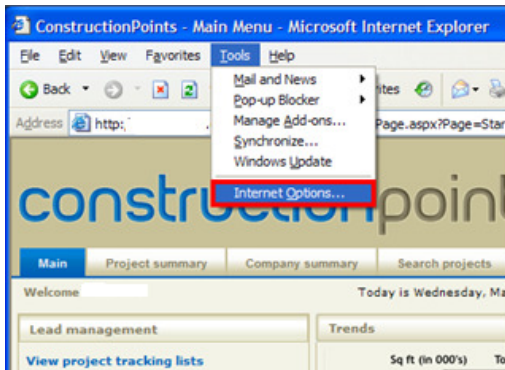 ConstructionPoints - Main Menu - Microsoft Internet Explorer
File Edit View Favorites Tools Help
Back
Mail and News
Pop-up Blocker
Manage Add-ons...
Synchronize...
Windows Update
Internet Options...
Address http: Page.aspx?Page=Star
constru point
Main Project summary Company summary Search projects
Welcome Today is Wednesday, Ma
Lead management Trends
View project tracking lists Sq ft (in 000's) To